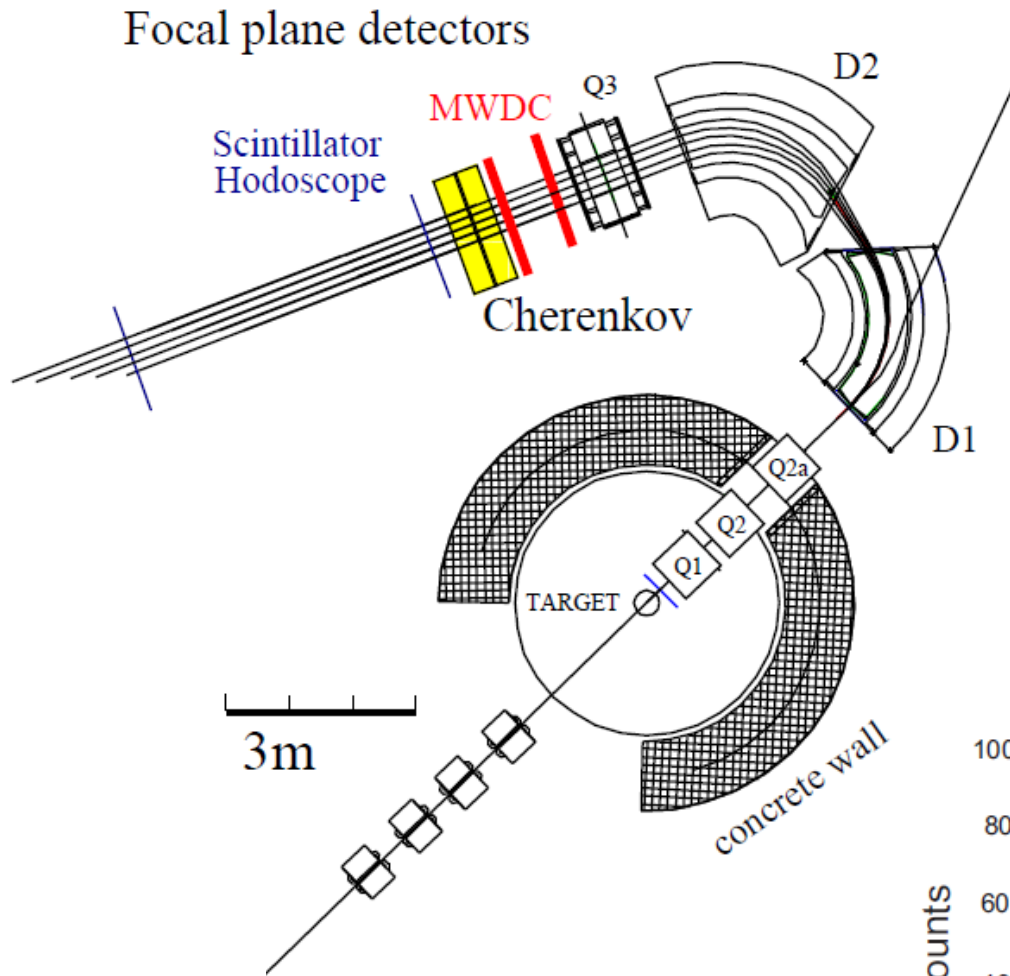 Focal plane detectors
D2
Q3
MWDC
Scintillator
Hodoscope
Cherenkov
D1
Q2a
Q2
Q1
TARGET
3m
concrete wall
100
80
60